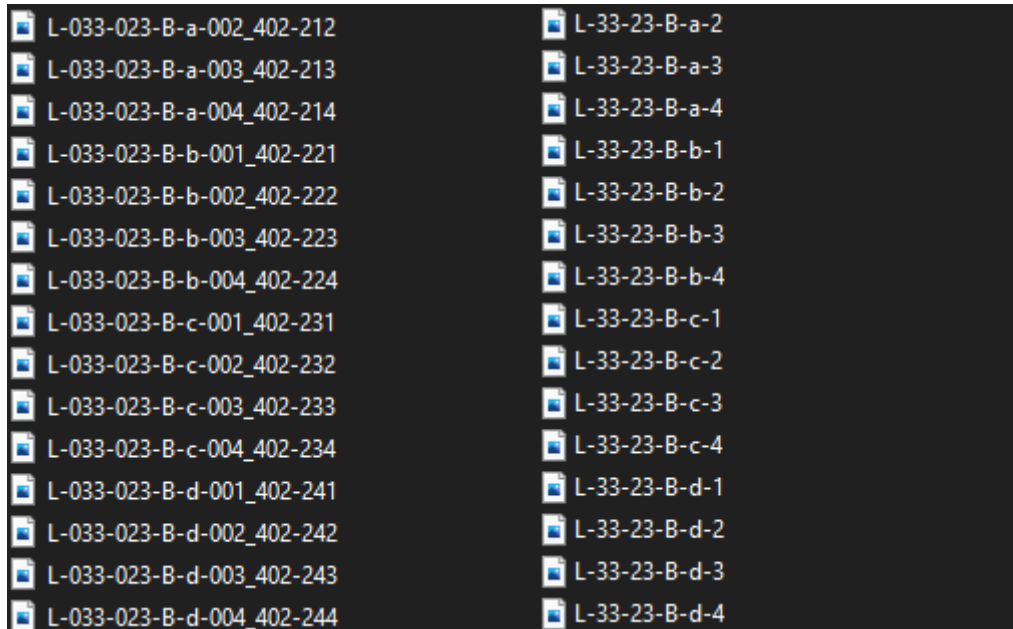 L-033-023-B-a-002_402-212
L-033-023-B-a-003_402-213
L-033-023-B-a-004_402-214
L-033-023-B-b-001_402-221
L-033-023-B-b-002_402-222
L-033-023-B-b-003_402-223
L-033-023-B-b-004_402-224
L-033-023-B-c-001_402-231
L-033-023-B-c-002_402-232
L-033-023-B-c-003_402-233
L-033-023-B-c-004_402-234
L-033-023-B-d-001_402-241
L-033-023-B-d-002_402-242
L-033-023-B-d-003_402-243
L-033-023-B-d-004_402-244
L-33-23-B-a-2
L-33-23-B-a-3
L-33-23-B-a-4
L-33-23-B-b-1
L-33-23-B-b-2
L-33-23-B-b-3
L-33-23-B-b-4
L-33-23-B-c-1
L-33-23-B-c-2
L-33-23-B-c-3
L-33-23-B-c-4
L-33-23-B-d-1
L-33-23-B-d-2
L-33-23-B-d-3
L-33-23-B-d-4